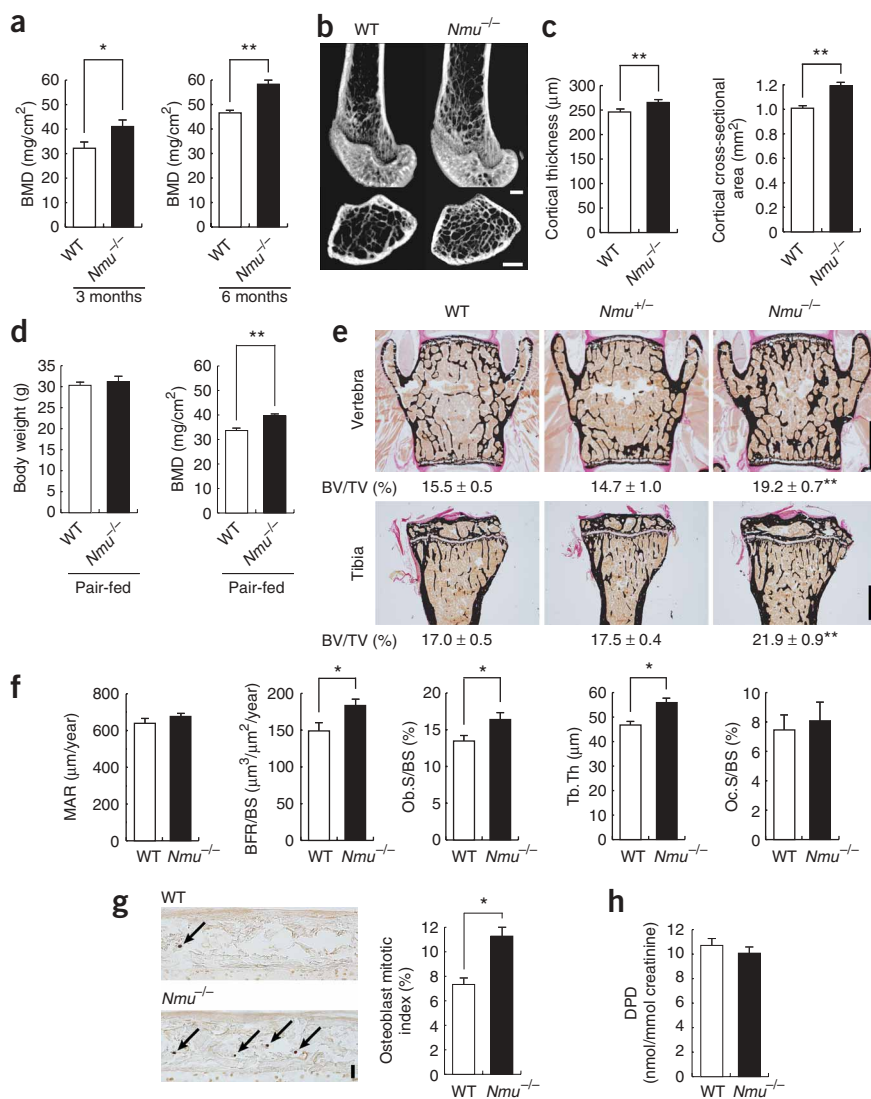 a
*
BMD (mg/cm²)
60
50
40
30
20
10
0
WT
Nmu⁻/⁻
3 months
**
BMD (mg/cm²)
60
50
40
30
20
10
0
WT
Nmu⁻/⁻
6 months
b
WT
Nmu⁻/⁻
c
**
Cortical thickness (µm)
300
250
200
150
100
50
0
WT
Nmu⁻/⁻
**
Cortical cross-sectional
area (mm²)
1.2
1.0
0.8
0.6
0.4
0.2
0
WT
Nmu⁻/⁻
d
Body weight (g)
35
30
25
20
15
10
5
0
WT
Nmu⁻/⁻
Pair-fed
**
BMD (mg/cm²)
60
50
40
30
20
10
0
WT
Nmu⁻/⁻
Pair-fed
e
WT
Nmu⁺/⁻
Nmu⁻/⁻
Vertebra
BV/TV (%)
15.5 ± 0.5
14.7 ± 1.0
19.2 ± 0.7**
Tibia
BV/TV (%)
17.0 ± 0.5
17.5 ± 0.4
21.9 ± 0.9**
f
MAR (µm/year)
800
600
400
200
0
WT
Nmu⁻/⁻
*
BFR/BS (µm³/µm²/year)
200
150
100
50
0
WT
Nmu⁻/⁻
*
Ob.S/BS (%)
20
15
10
5
0
WT
Nmu⁻/⁻
*
Tb.Th (µm)
60
50
40
30
20
10
0
WT
Nmu⁻/⁻
Oc.S/BS (%)
10
8
6
4
2
0
WT
Nmu⁻/⁻
g
WT
Nmu⁻/⁻
*
Osteoblast mitotic
index (%)
12
10
8
6
4
2
0
WT
Nmu⁻/⁻
h
DPD
(nmol/mmol creatinine)
12
10
8
6
4
2
0
WT
Nmu⁻/⁻